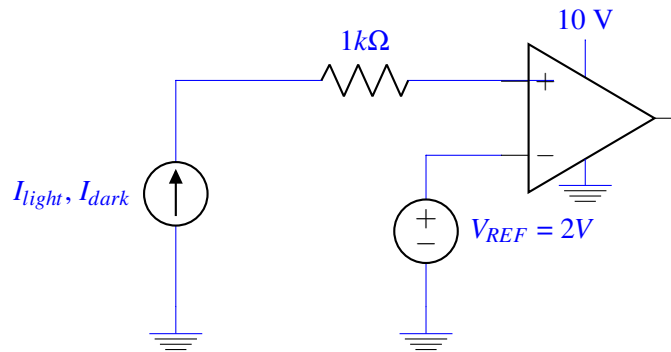 10 V
1kΩ
+
−
I_light, I_dark
+
−
V_REF = 2V